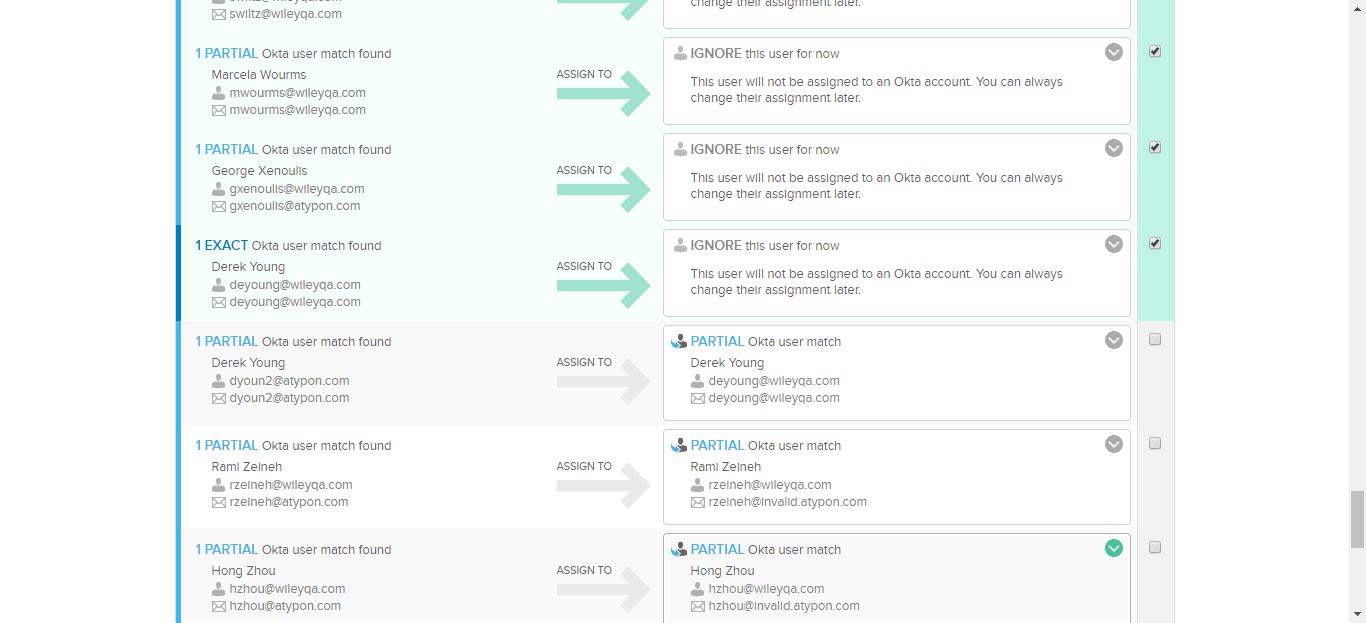 swiltz@wileyqa.com
change their assignment later.
1 PARTIAL Okta user match found
Marcela Wourms
mwourms@wileyqa.com
mwourms@wileyqa.com
ASSIGN TO
IGNORE this user for now
This user will not be assigned to an Okta account. You can always
change their assignment later.
1 PARTIAL Okta user match found
George Xenoulis
gxenoulis@wileyqa.com
gxenoulis@atypon.com
ASSIGN TO
IGNORE this user for now
This user will not be assigned to an Okta account. You can always
change their assignment later.
1 EXACT Okta user match found
Derek Young
deyoung@wileyqa.com
deyoung@wileyqa.com
ASSIGN TO
IGNORE this user for now
This user will not be assigned to an Okta account. You can always
change their assignment later.
1 PARTIAL Okta user match found
Derek Young
dyoun2@atypon.com
dyoun2@atypon.com
ASSIGN TO
PARTIAL Okta user match
Derek Young
deyoung@wileyqa.com
deyoung@wileyqa.com
1 PARTIAL Okta user match found
Rami Zeineh
rzeineh@wileyqa.com
rzeineh@atypon.com
ASSIGN TO
PARTIAL Okta user match
Rami Zeineh
rzeineh@wileyqa.com
rzeineh@invalid.atypon.com
1 PARTIAL Okta user match found
Hong Zhou
hzhou@wileyqa.com
hzhou@atypon.com
ASSIGN TO
PARTIAL Okta user match
Hong Zhou
hzhou@wileyqa.com
hzhou@invalid.atypon.com